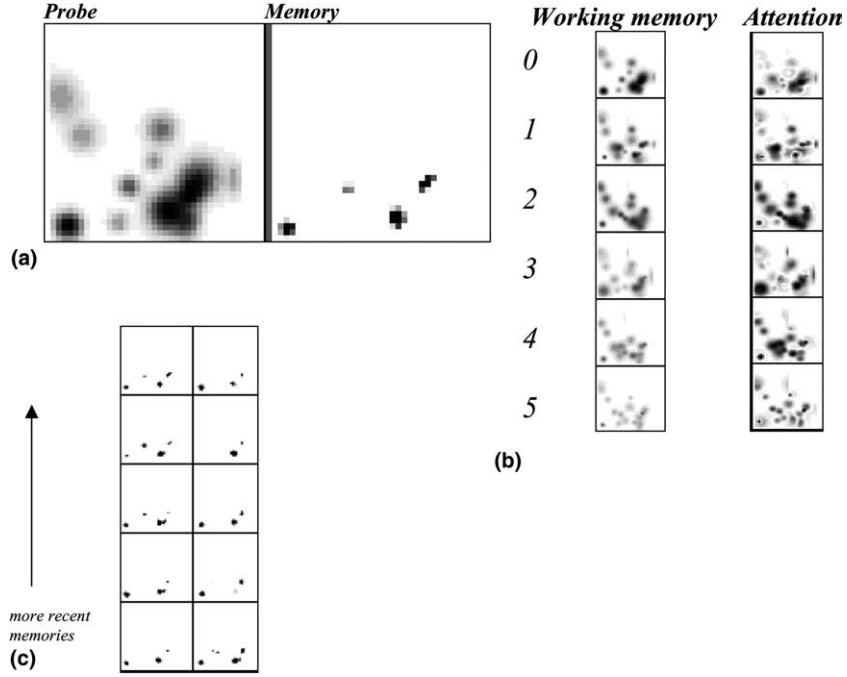 Probe
Memory
(a)
Working memory
Attention
0
1
2
3
4
5
(b)
more recent
memories
(c)